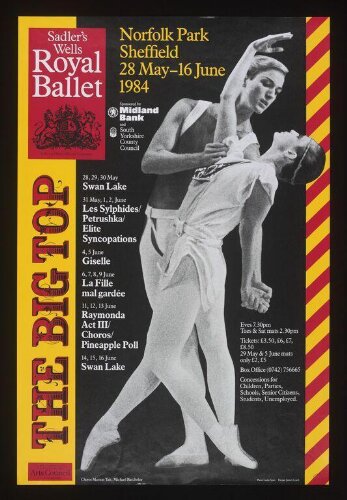 Sadler's
Wells
Royal
Ballet
Norfolk Park
Sheffield
28 May–16 June
1984
Sponsored by
Midland
Bank
and
South
Yorkshire
County
Council
THE BIG TOP
28, 29, 30 May
Swan Lake
31 May, 1, 2, June
Les Sylphides/
Petrushka/
Elite
Syncopations
4, 5 June
Giselle
6, 7, 8, 9 June
La Fille
mal gardée
11, 12, 13 June
Raymonda
Act III/
Choros/
Pineapple Poll
14, 15, 16 June
Swan Lake
Eves 7.30pm
Tues & Sat mats 2.30pm
Tickets: £3.50, £6, £7,
£8.50
29 May & 5 June mats
only £2, £5
Box Office (0742) 756665
Concessions for
Children, Parties,
Schools, Senior Citizens,
Students, Unemployed.
Arts Council